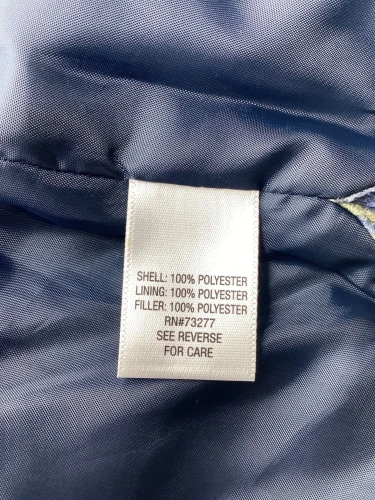 SHELL: 100% POLYESTER
LINING: 100% POLYESTER
FILLER: 100% POLYESTER
RN#73277
SEE REVERSE
FOR CARE